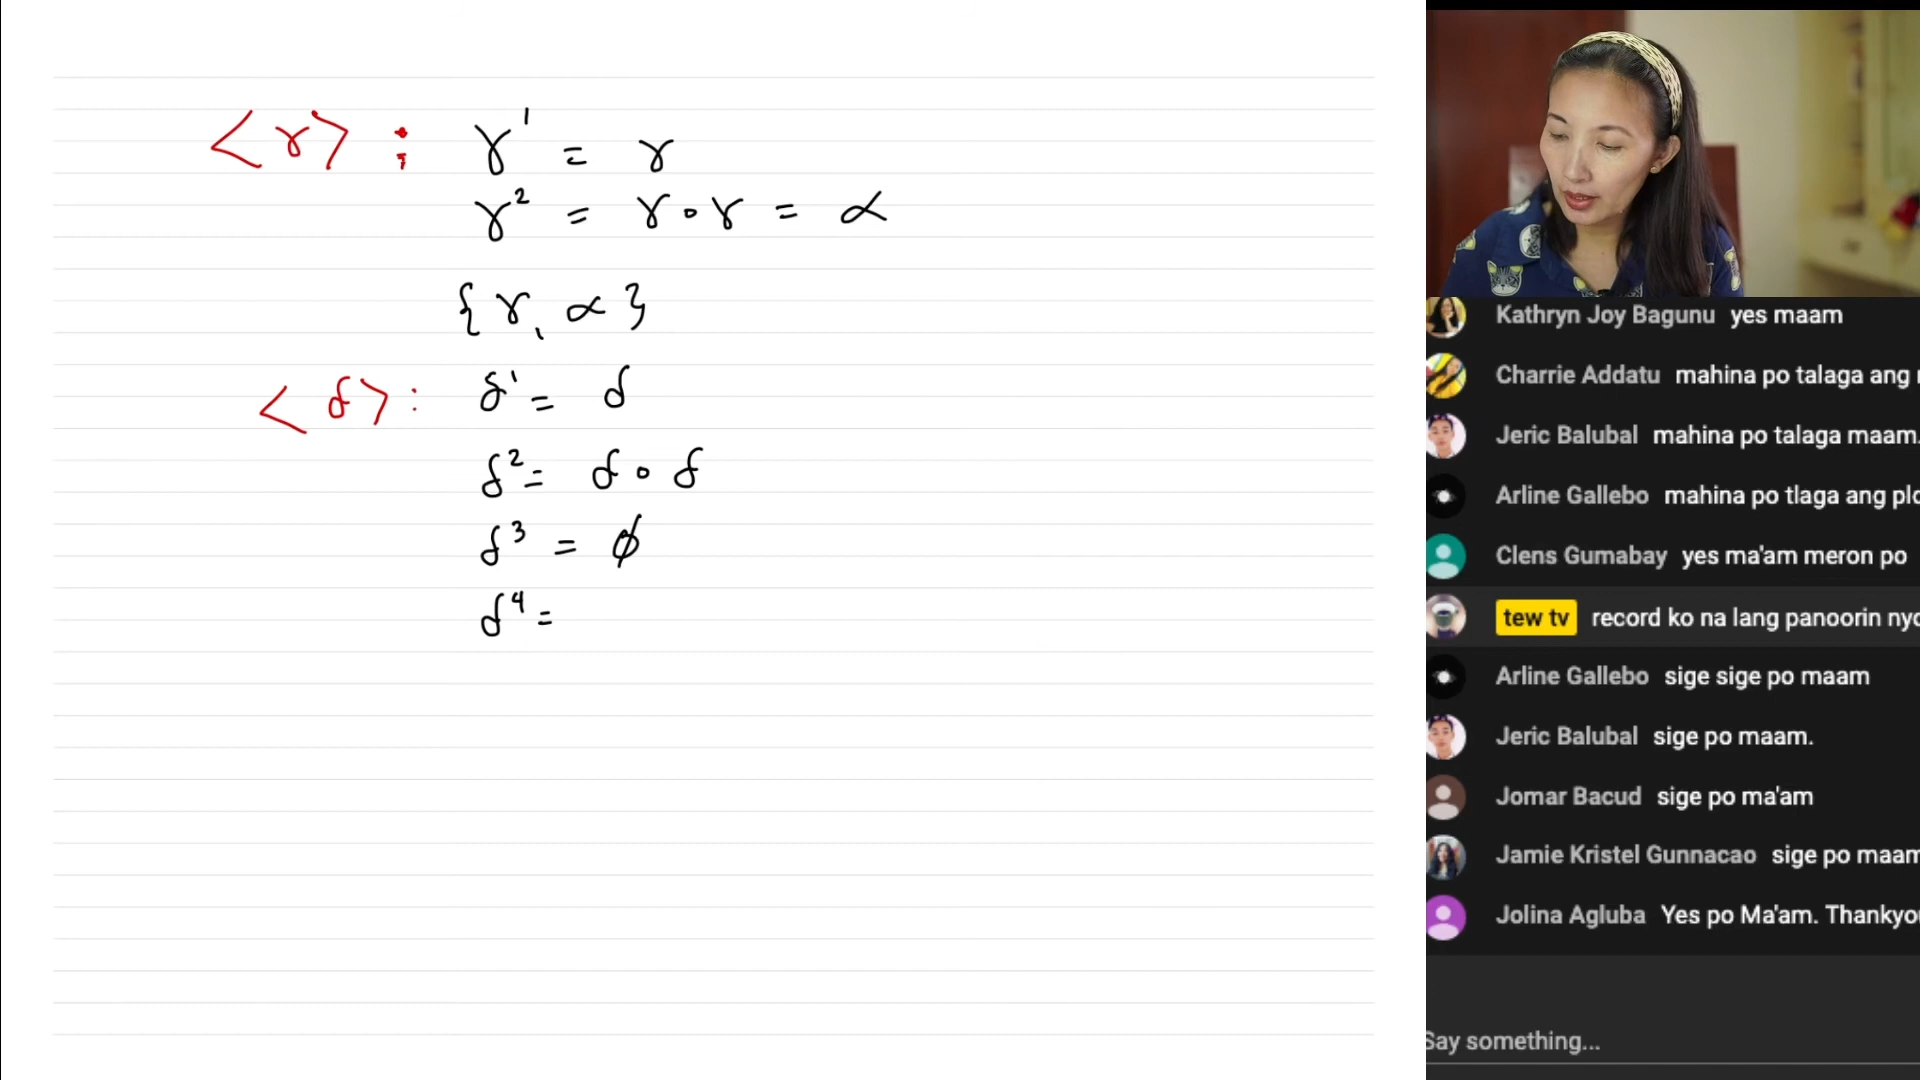 <γ> : γ¹ = γ
γ² = γ∘γ = α
{γ, α}
<δ> : δ¹ = δ
δ² = δ∘δ
δ³ = ϕ
δ⁴ =
Kathryn Joy Bagunu yes maam
Charrie Addatu mahina po talaga ang
Jeric Balubal mahina po talaga maam.
Arline Gallebo mahina po tlaga ang
Clens Gumabay yes ma'am meron po
tew tv record ko na lang panoorin
Arline Gallebo sige sige po maam
Jeric Balubal sige po maam.
Jomar Bacud sige po ma'am
Jamie Kristel Gunnacao sige po maam
Jolina Agluba Yes po Ma'am.
Say something...